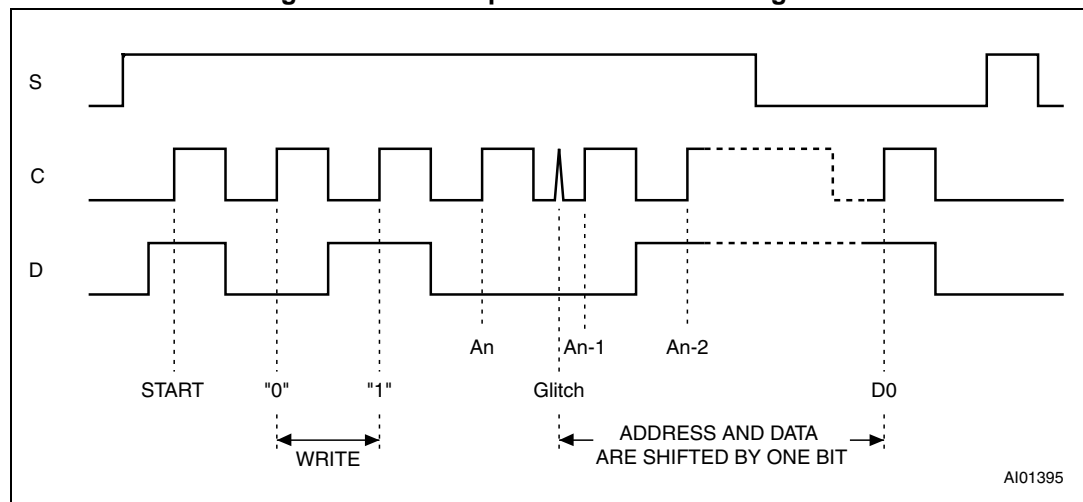 S
C
D
An An-1 An-2
START "0" "1" Glitch D0
WRITE
ADDRESS AND DATA
ARE SHIFTED BY ONE BIT
AI01395